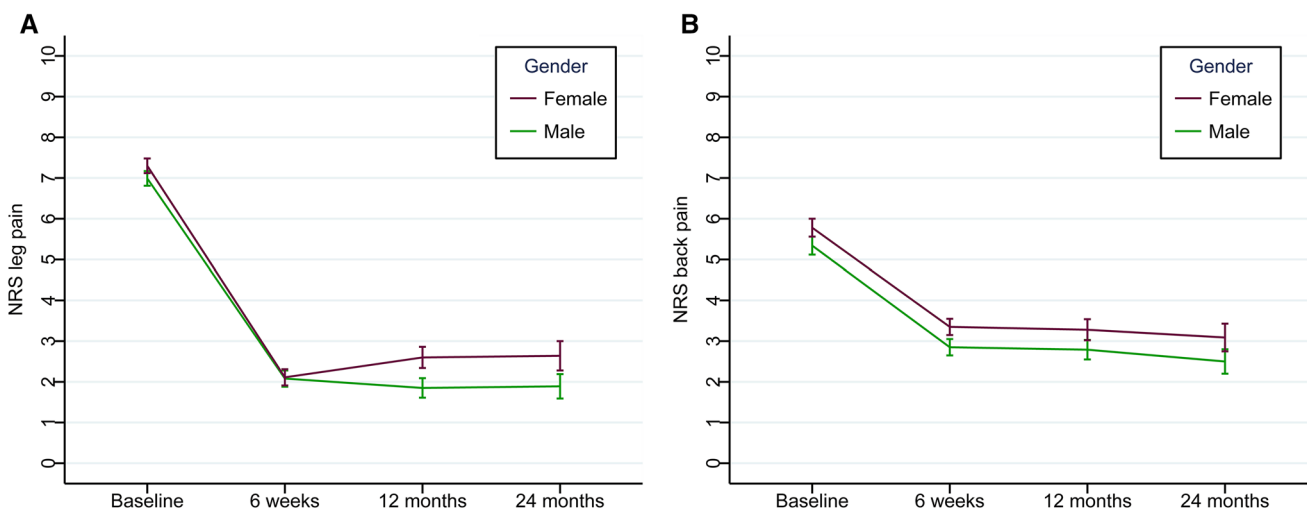 A
NRS leg pain
10
9
8
7
6
5
4
3
2
1
0
Gender
Female
Male
Baseline
6 weeks
12 months
24 months
B
NRS back pain
10
9
8
7
6
5
4
3
2
1
0
Gender
Female
Male
Baseline
6 weeks
12 months
24 months